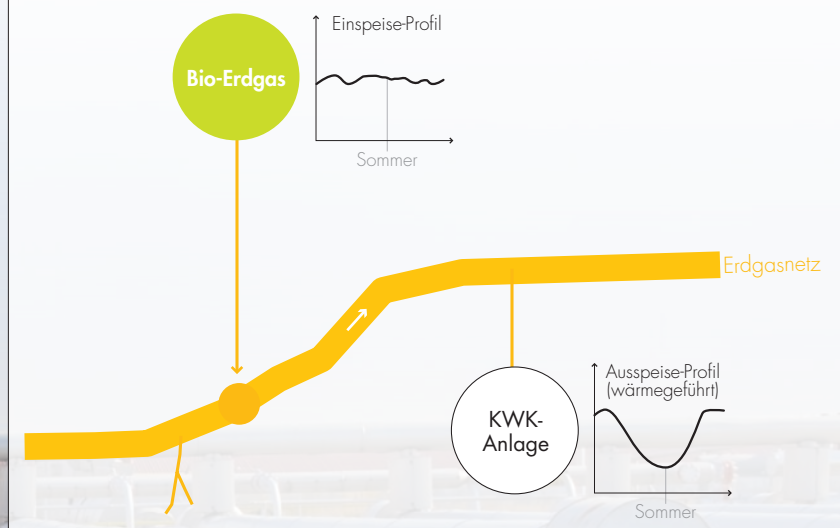 Einspeise-Profil
Bio-Erdgas
Sommer
Erdgasnetz
Ausspeise-Profil
(wärmegeführt)
KWK-
Anlage
Sommer